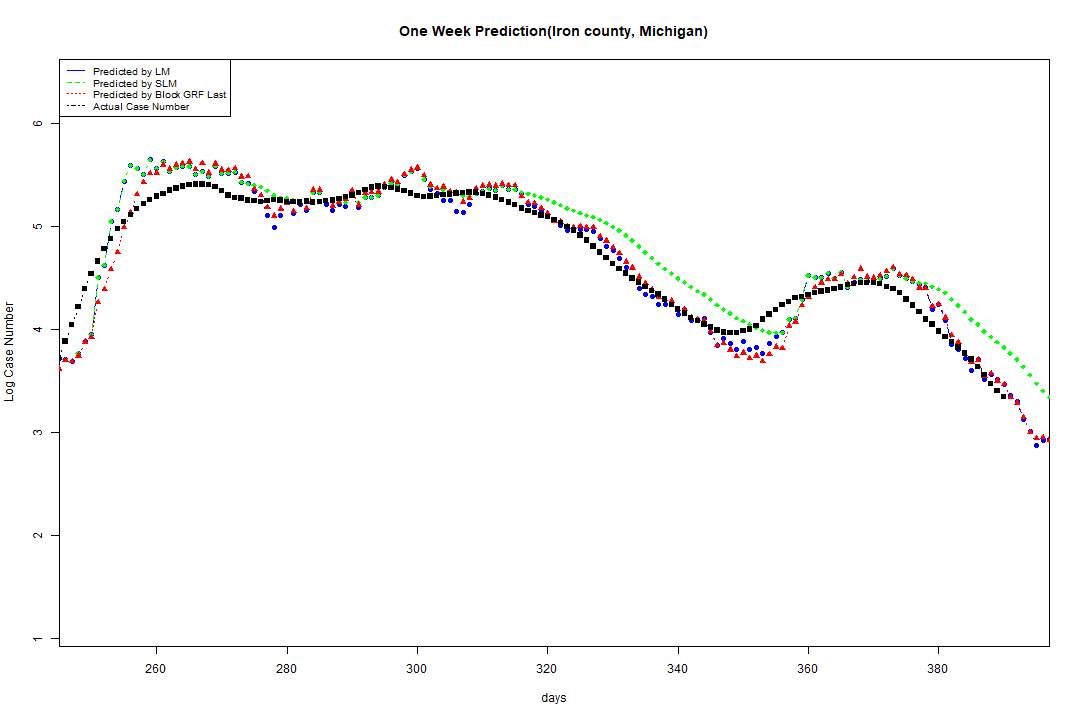 One Week Prediction(Iron county, Michigan)
Predicted by LM
Predicted by SLM
Predicted by Block GRF Last
Actual Case Number
6
5
4
3
2
1
Log Case Number
260 280 300 320 340 360 380
days